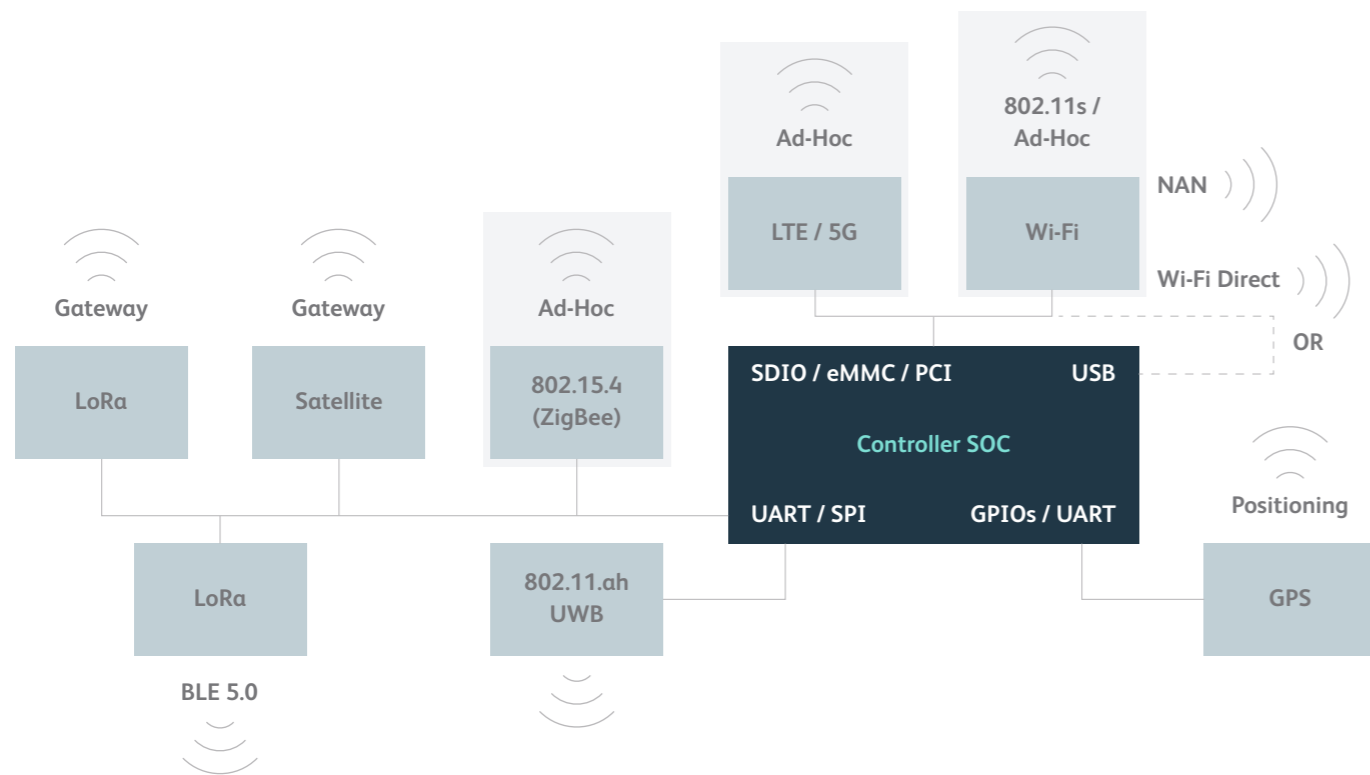 802.11s /
Ad-Hoc
Ad-Hoc
NAN
LTE / 5G
Wi-Fi
Wi-Fi Direct
Gateway
Gateway
Ad-Hoc
OR
LoRa
Satellite
802.15.4
(ZigBee)
SDIO / eMMC / PCI
USB
Controller SOC
UART / SPI
GPIOs / UART
Positioning
LoRa
802.11.ah
UWB
GPS
BLE 5.0